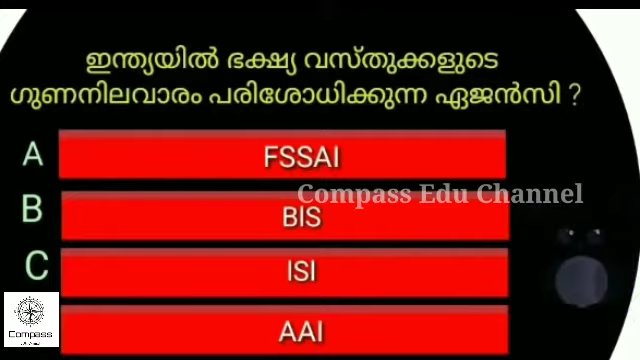 ഇന്ത്യയിൽ ഭക്ഷ്യ വസ്തുക്കളുടെ
ഗുണനിലവാരം പരിശോധിക്കുന്ന ഏജൻസി ?
A FSSAI
Compass Edu Channel
B BIS
C ISI
AAI
Compass